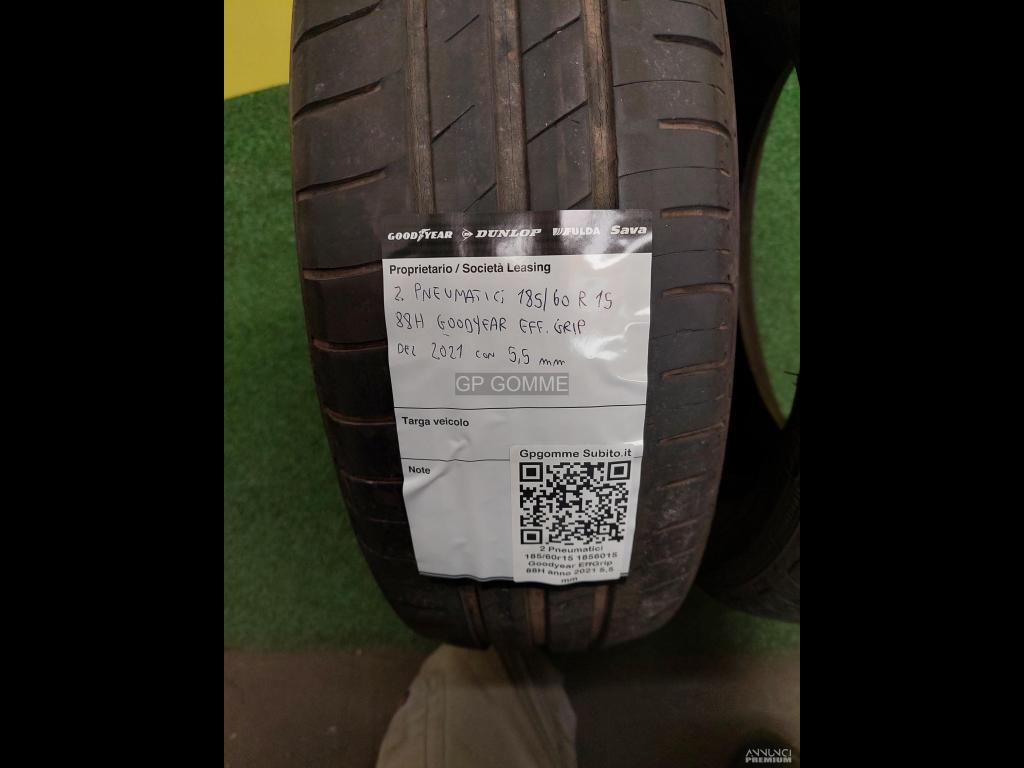 GOODYEAR DUNLOP FULDA Sava
Proprietario / Società Leasing
2. PNEUMATICI 185/60 R 15
88H GOODYEAR EFF. GRIP
DEL 2021 CON 5,5 mm
GP GOMME
Targa veicolo
Note
Gpgomme Subito.it
2 Pneumatici
185/60r15 1856015
Goodyear EffGrip
88H anno 2021 5,5
mm
ANNUNCI
PREMIUM